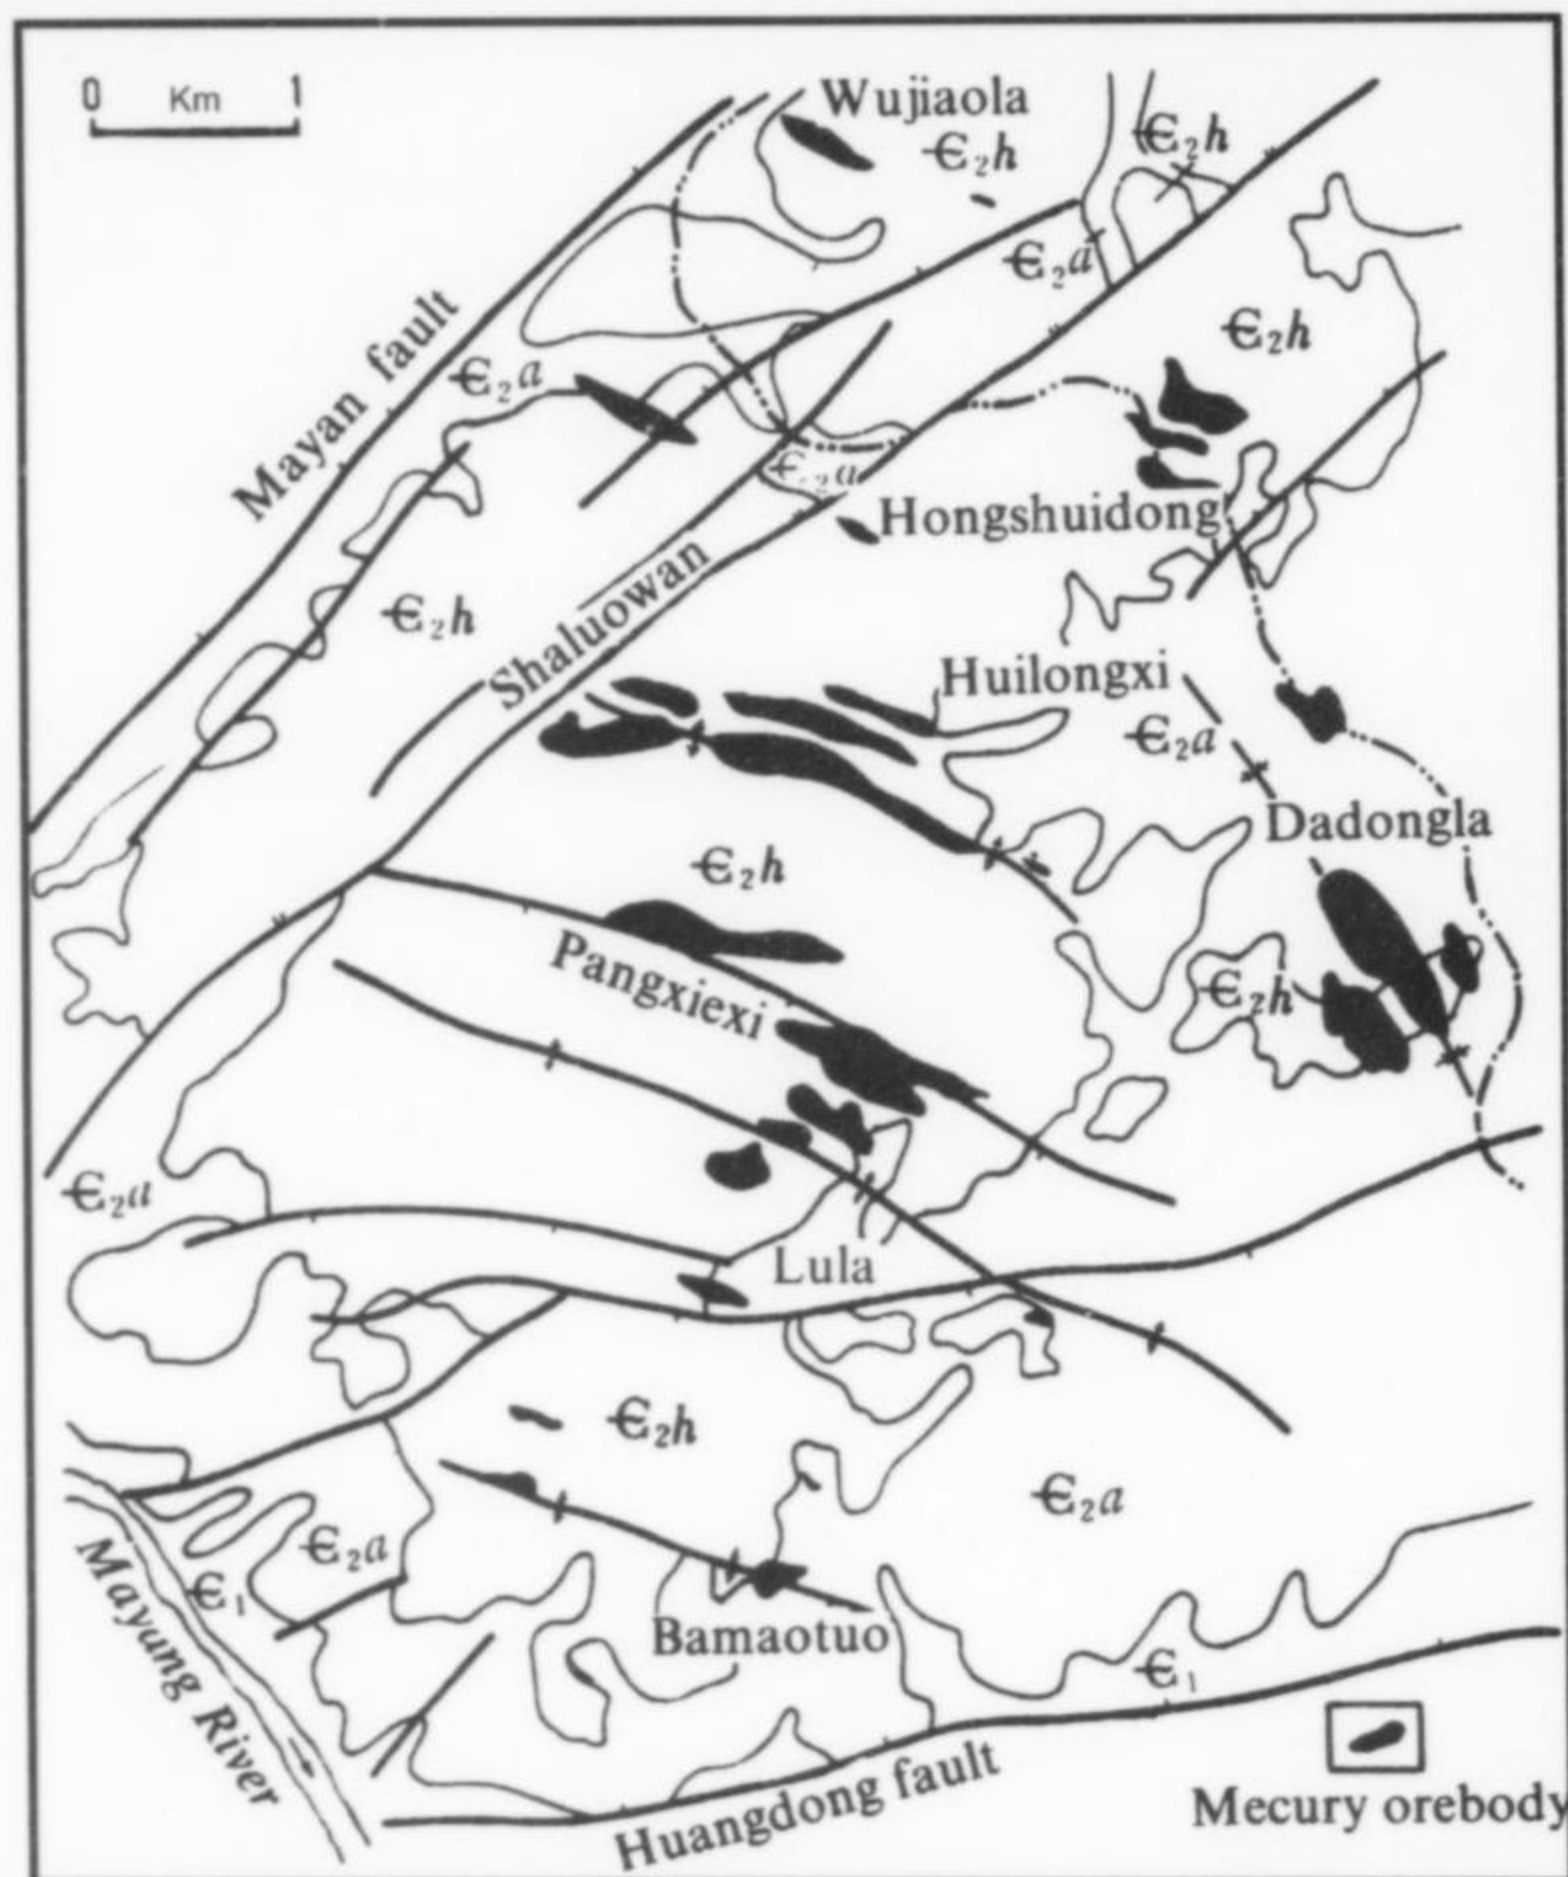 0 Km 1
Wujiaola
Є₂h
Є₂h
Є₂a
Є₂h
Mayan fault
Є₂a
Є₂a
Hongshuidong
Є₂h
Shaluowan
Huilongxi
Є₂a
Dadongla
Є₂h
Pangxiexi
Є₂h
Є₂a
Lula
Є₂h
Є₂a
Є₂a
Є₁
Mayang River
Bamaotuo
Є₁
Huangdong fault
Mecury orebody